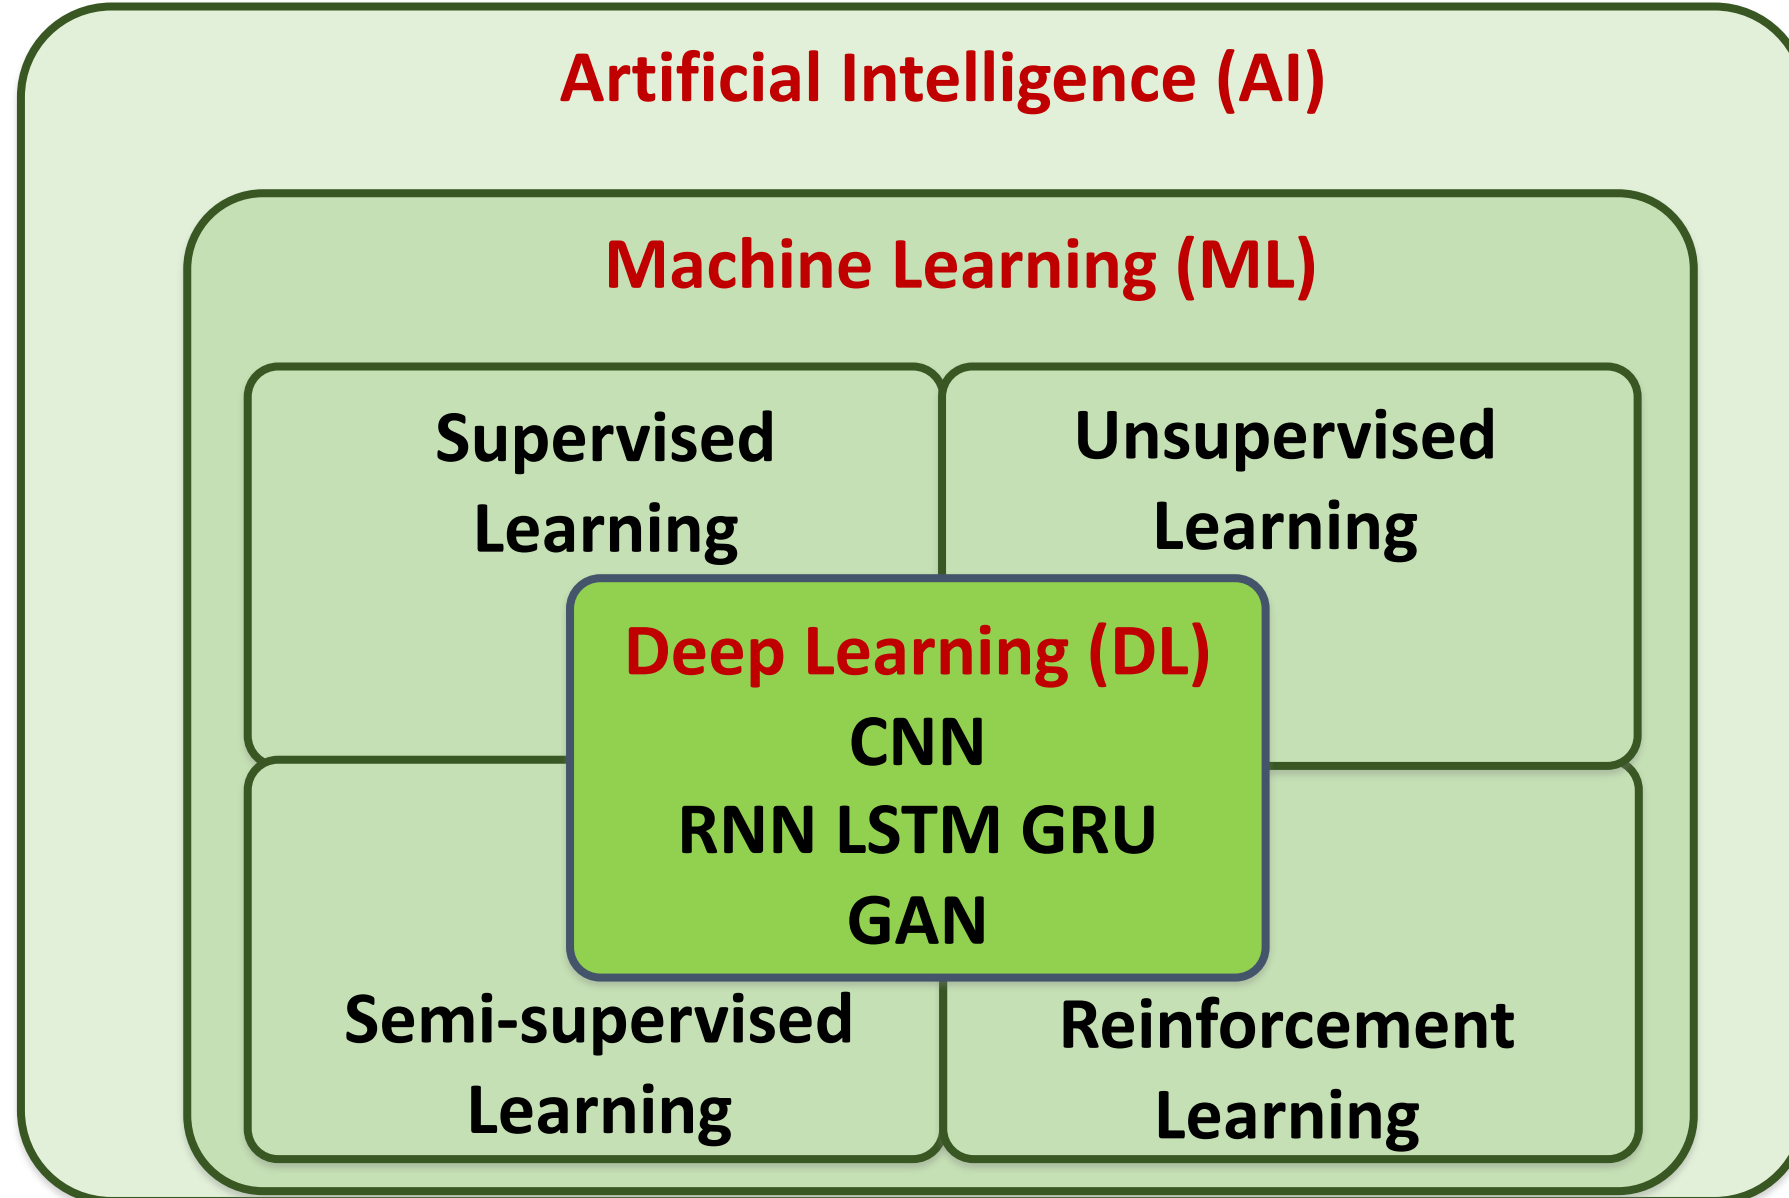 Artificial Intelligence (AI)
Machine Learning (ML)
Supervised
Learning
Unsupervised
Learning
Deep Learning (DL)
CNN
RNN LSTM GRU
GAN
Semi-supervised
Learning
Reinforcement
Learning